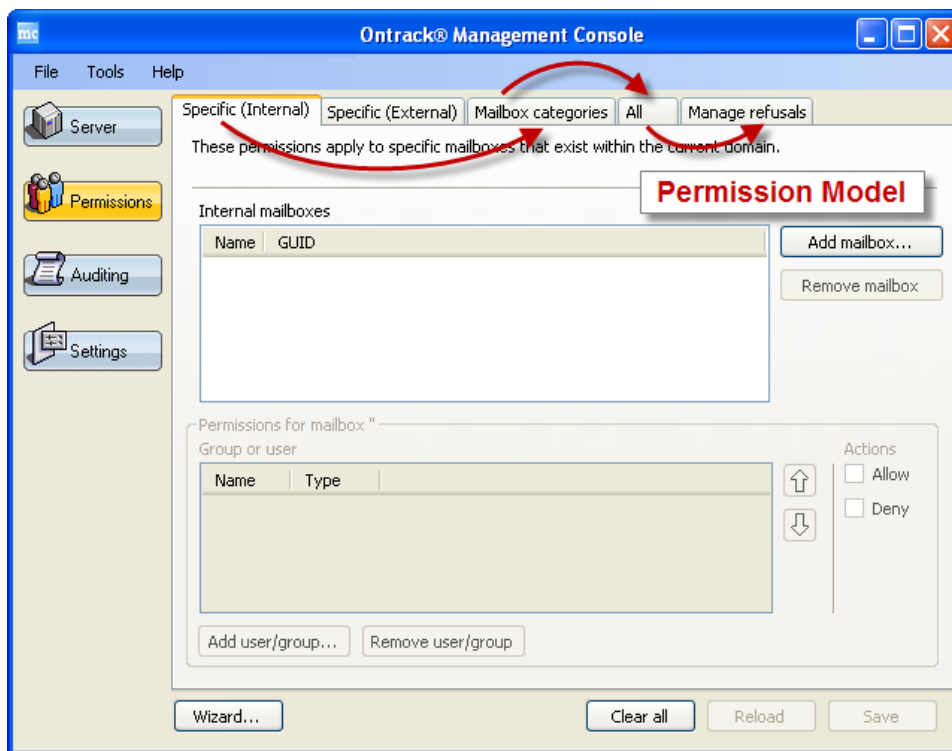 mc Ontrack® Management Console
File Tools Help
Server
Permissions
Auditing
Settings
Specific (Internal) Specific (External) Mailbox categories All Manage refusals
These permissions apply to specific mailboxes that exist within the current domain.
Permission Model
Internal mailboxes
Name GUID
Add mailbox...
Remove mailbox
Permissions for mailbox "
Group or user
Name Type
Actions
Allow
Deny
Add user/group... Remove user/group
Wizard... Clear all Reload Save